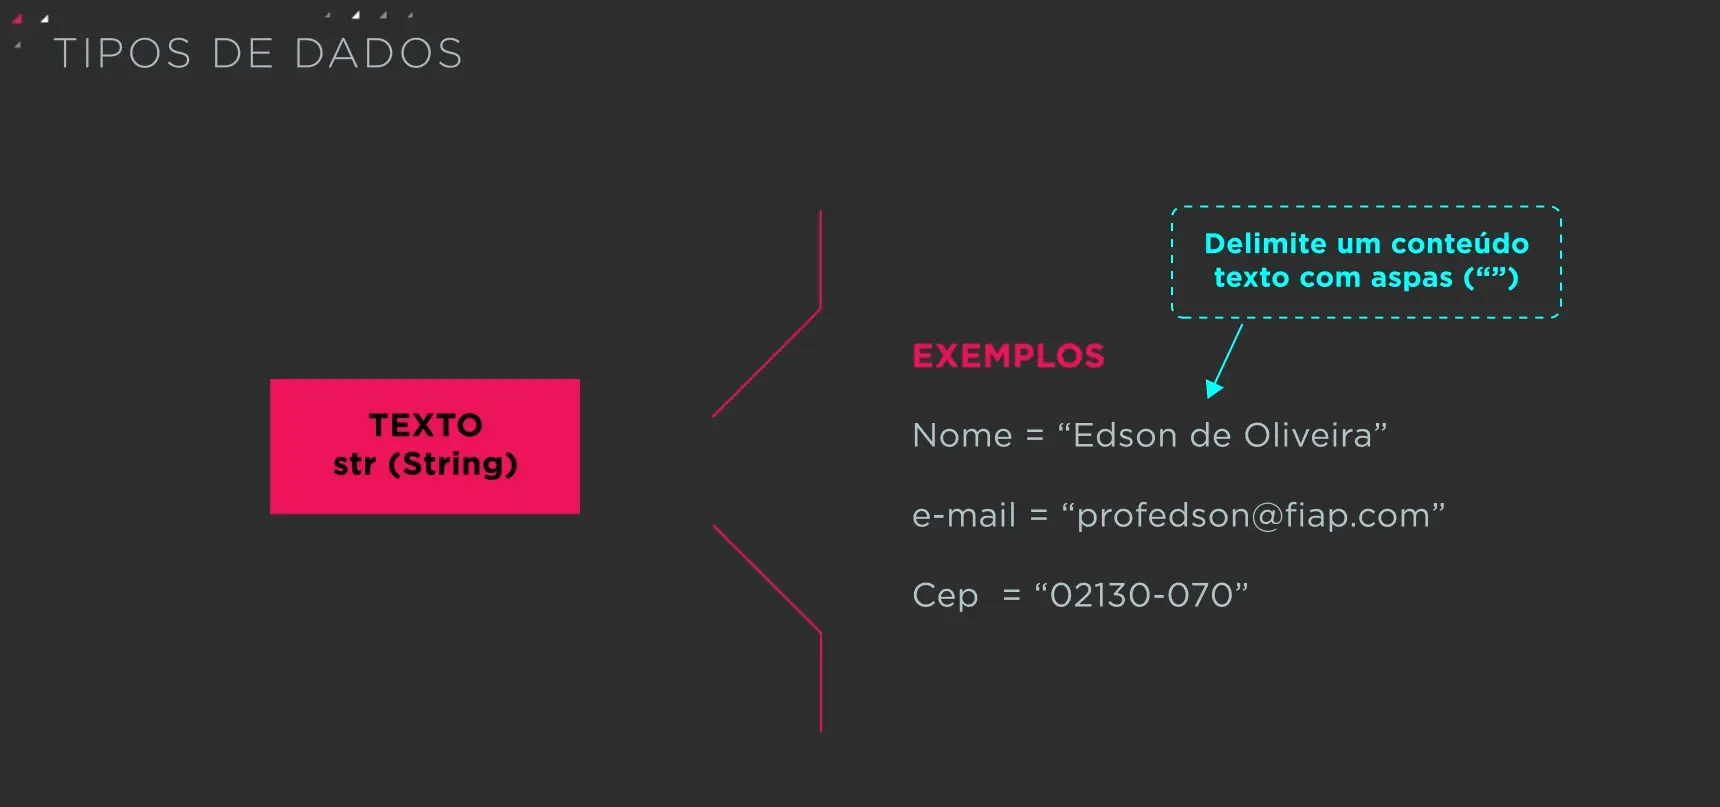 TIPOS DE DADOS
Delimite um conteúdo
texto com aspas (“”)
TEXTO
str (String)
EXEMPLOS
Nome = “Edson de Oliveira”
e-mail = “profedson@fiap.com”
Cep  = “02130-070”